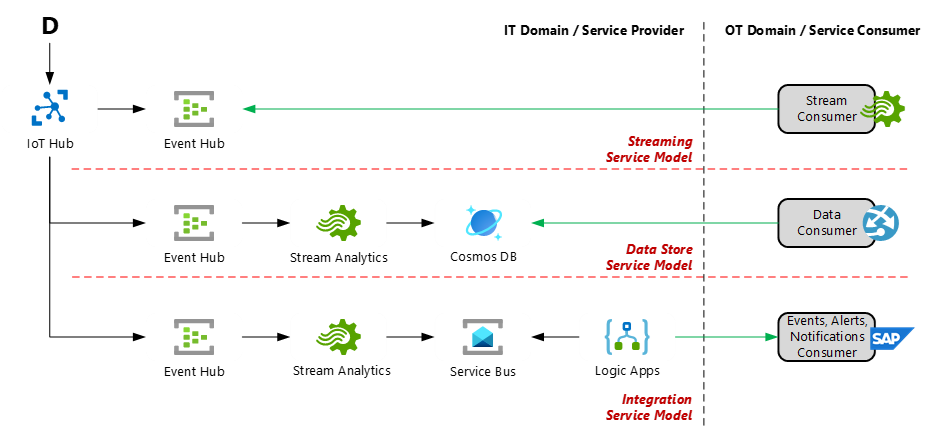 D
IT Domain / Service Provider
OT Domain / Service Consumer
IoT Hub
Event Hub
Stream
Consumer
Streaming
Service Model
Event Hub
Stream Analytics
Cosmos DB
Data
Consumer
Data Store
Service Model
Event Hub
Stream Analytics
Service Bus
Logic Apps
Events, Alerts,
Notifications
Consumer
SAP
Integration
Service Model